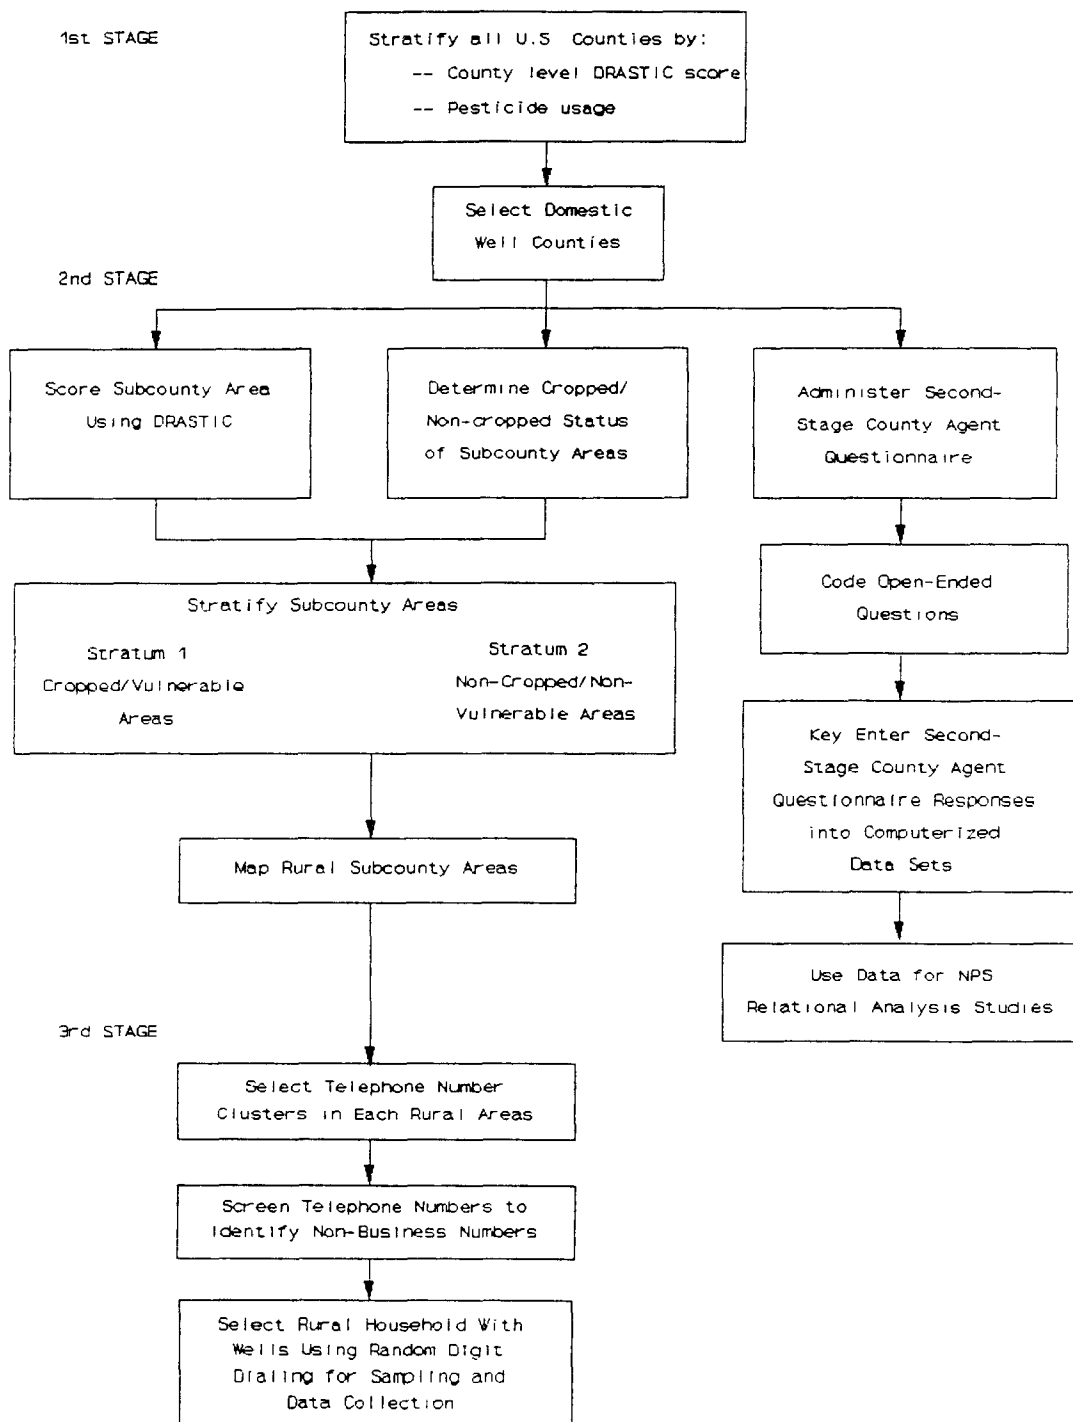 1st STAGE
Stratify all U.S Counties by:
-- County level DRASTIC score
-- Pesticide usage
Select Domestic
Well Counties
2nd STAGE
Score Subcounty Area
Using DRASTIC
Determine Cropped/
Non-cropped Status
of Subcounty Areas
Administer Second-
Stage County Agent
Questionnaire
Code Open-Ended
Questions
Stratify Subcounty Areas
Stratum 1
Cropped/Vulnerable
Areas
Stratum 2
Non-Cropped/Non-
Vulnerable Areas
Key Enter Second-
Stage County Agent
Questionnaire Responses
into Computerized
Data Sets
Map Rural Subcounty Areas
Use Data for NPS
Relational Analysis Studies
3rd STAGE
Select Telephone Number
Clusters in Each Rural Areas
Screen Telephone Numbers to
Identify Non-Business Numbers
Select Rural Household With
Wells Using Random Digit
Dialing for Sampling and
Data Collection